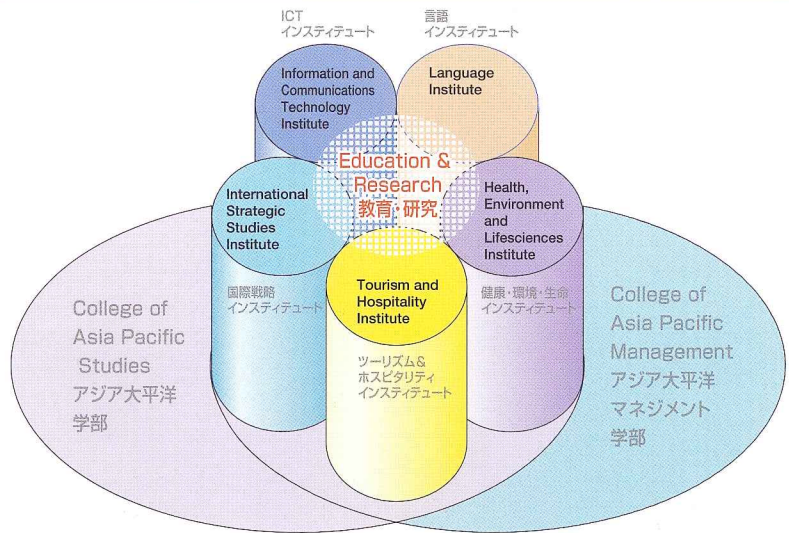 ICT
インスティテュート
言語
インスティテュート
Information and
Communications
Technology
Institute
Language
Institute
Education &
Research
教育・研究
International
Strategic
Studies
Institute
Health,
Environment
and
Lifesciences
Institute
国際戦略
インスティテュート
Tourism and
Hospitality
Institute
健康・環境・生命
インスティテュート
College of
Asia Pacific
Studies
アジア太平洋
学部
ツーリズム&
ホスピタリティ
インスティテュート
College of
Asia Pacific
Management
アジア太平洋
マネジメント
学部